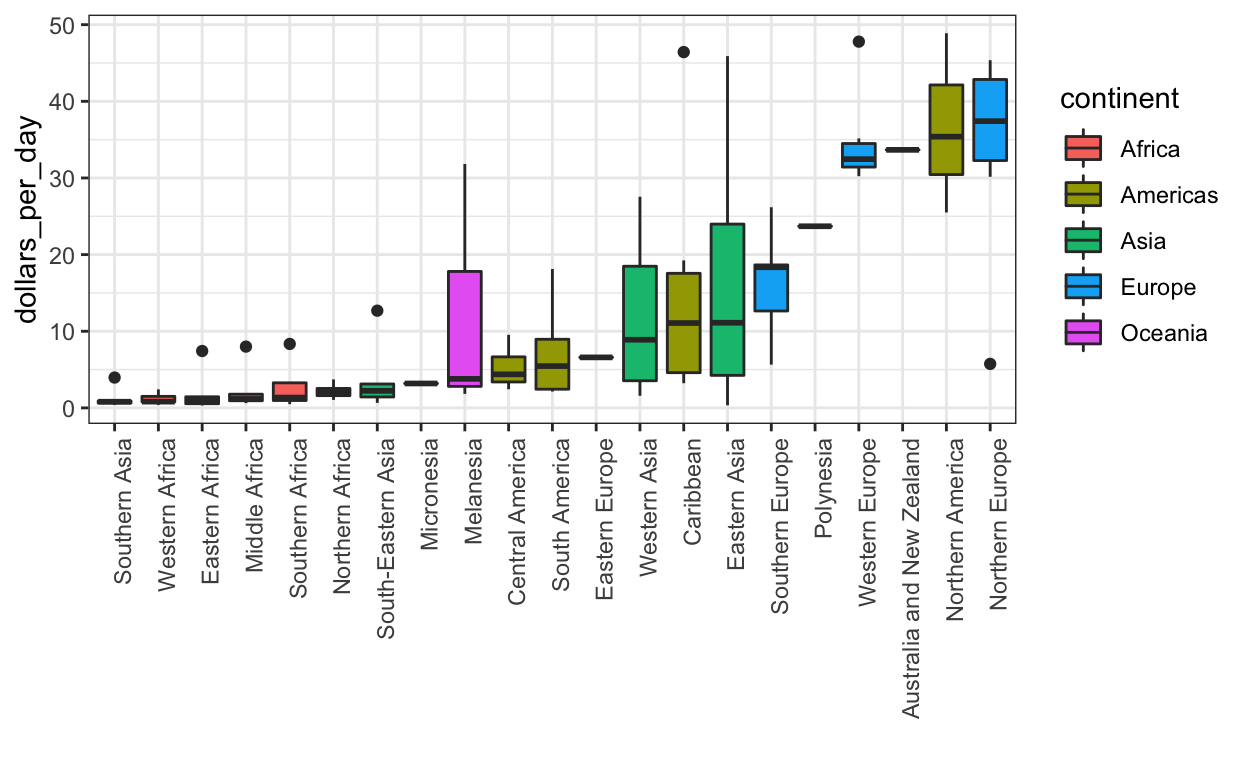 50
40
30
20
10
0
dollars_per_day
Southern Asia
Western Africa
Eastern Africa
Middle Africa
Southern Africa
Northern Africa
South-Eastern Asia
Micronesia
Melanesia
Central America
South America
Eastern Europe
Western Asia
Caribbean
Eastern Asia
Southern Europe
Polynesia
Western Europe
Australia and New Zealand
Northern America
Northern Europe
continent
Africa
Americas
Asia
Europe
Oceania